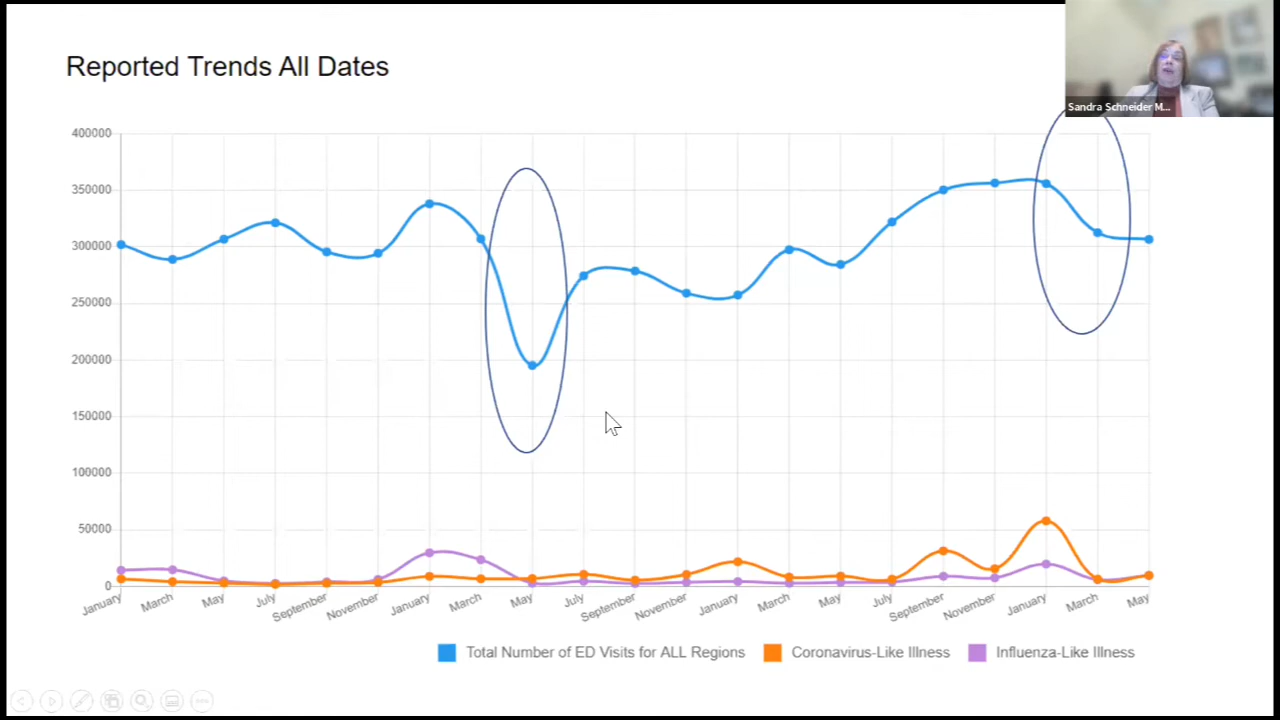 Reported Trends All Dates
Sandra Schneider M...
400000
350000
300000
250000
200000
150000
100000
50000
0
January
March
May
July
September
November
January
March
May
July
September
November
January
March
May
July
September
November
January
March
May
Total Number of ED Visits for ALL Regions
Coronavirus-Like Illness
Influenza-Like Illness